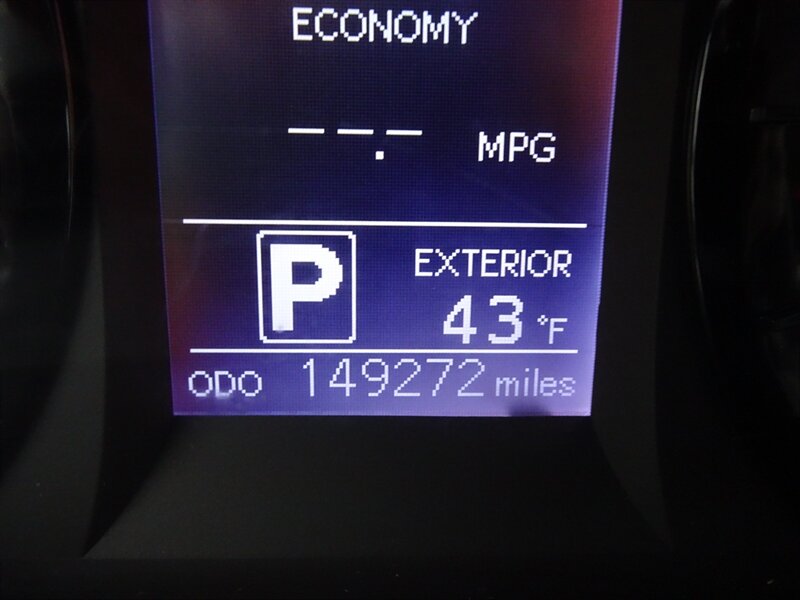 ECONOMY
--.- MPG
P
EXTERIOR
43 °F
ODO 149272 miles